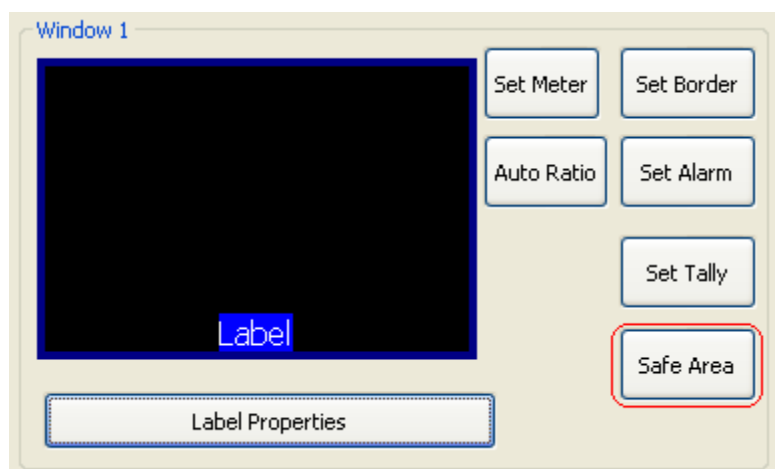 Window 1
Set Meter
Set Border
Auto Ratio
Set Alarm
Set Tally
Label
Safe Area
Label Properties